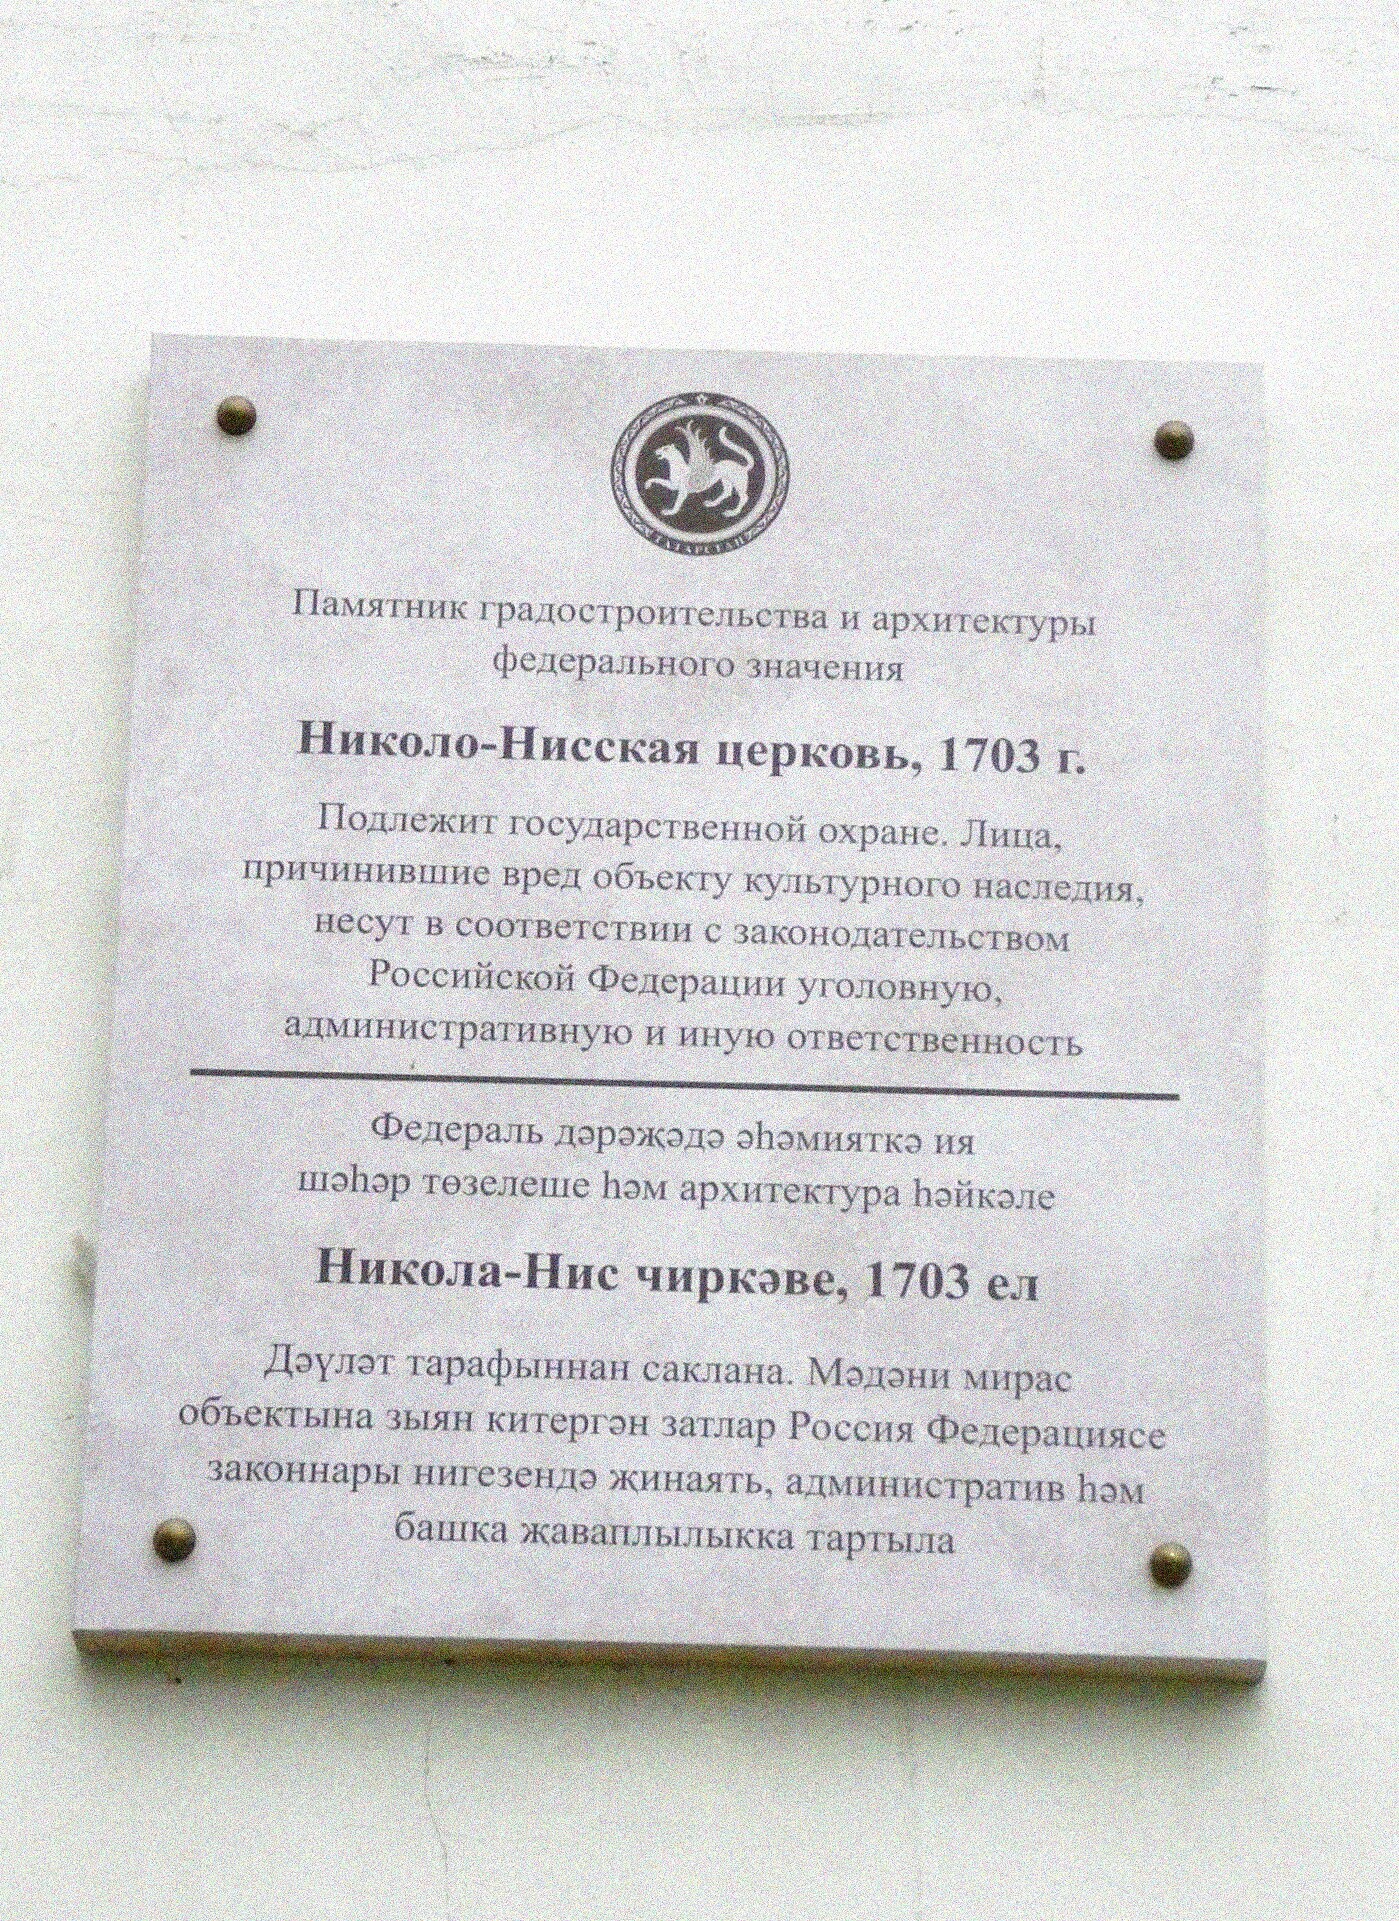 ТАТАРСТАН
Памятник градостроительства и архитектуры
федерального значения
Николо-Нисская церковь, 1703 г.
Подлежит государственной охране. Лица,
причинившие вред объекту культурного наследия,
несут в соответствии с законодательством
Российской Федерации уголовную,
административную и иную ответственность
Федераль дәрәҗәдә әһәмияткә ия
шәһәр төзелеше һәм архитектура һәйкәле
Никола-Нис чиркәве, 1703 ел
Дәүләт тарафыннан саклана. Мәдәни мирас
объектына зыян китергән затлар Россия Федерациясе
законнары нигезендә җинаять, административ һәм
башка җаваплылыкка тартыла